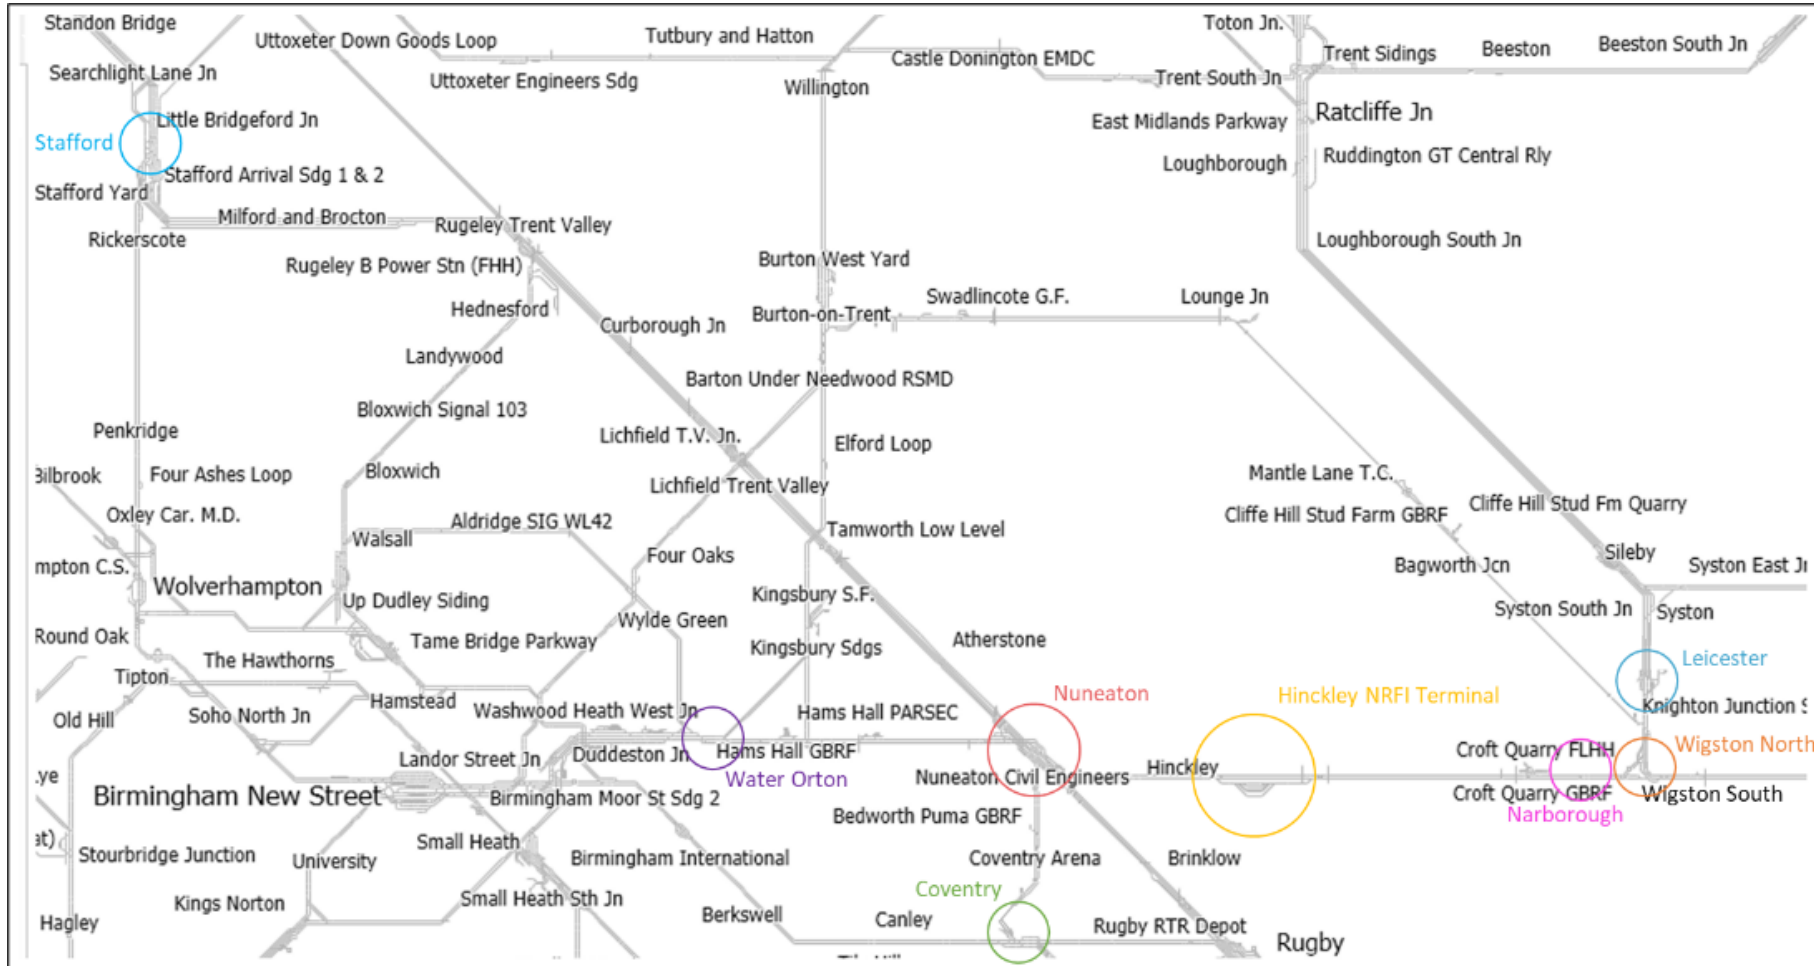 Standon Bridge
Uttoxeter Down Goods Loop
Tutbury and Hatton
Toton Jn.
Castle Donington EMDC
Trent Sidings
Beeston
Beeston South Jn
Searchlight Lane Jn
Uttoxeter Engineers Sdg
Willington
Trent South Jn
Little Bridgeford Jn
East Midlands Parkway
Ratcliffe Jn
Stafford
Loughborough
Ruddington GT Central Rly
Stafford Arrival Sdg 1 & 2
Stafford Yard
Milford and Brocton
Rugeley Trent Valley
Rickerscote
Loughborough South Jn
Rugeley B Power Stn (FHH)
Burton West Yard
Hednesford
Burton-on-Trent
Swadlincote G.F.
Lounge Jn
Curborough Jn
Landywood
Barton Under Needwood RSMD
Bloxwich Signal 103
Penkridge
Lichfield T.V. Jn.
Elford Loop
Bilbrook
Four Ashes Loop
Bloxwich
Lichfield Trent Valley
Mantle Lane T.C.
Cliffe Hill Stud Fm Quarry
Oxley Car. M.D.
Aldridge SIG WL42
Cliffe Hill Stud Farm GBRF
Walsall
Tamworth Low Level
Four Oaks
Sileby
mpton C.S.
Bagworth Jcn
Syston East Jr
Wolverhampton
Up Dudley Siding
Kingsbury S.F.
Syston South Jn
Syston
Round Oak
Tame Bridge Parkway
Wylde Green
Kingsbury Sdgs
Atherstone
The Hawthorns
Leicester
Tipton
Hamstead
Nuneaton
Hinckley NRFI Terminal
Knighton Junction S
Old Hill
Soho North Jn
Washwood Heath West Jn
Hams Hall PARSEC
Landor Street Jn
Duddeston Jn
Hams Hall GBRF
Croft Quarry FLHH
Wigston North
.ye
Water Orton
Nuneaton Civil Engineers
Hinckley
Birmingham New Street
Birmingham Moor St Sdg 2
Croft Quarry GBRF
Wigston South
Bedworth Puma GBRF
Narborough
at)
Stourbridge Junction
University
Small Heath
Birmingham International
Coventry Arena
Brinklow
Coventry
Kings Norton
Small Heath Sth Jn
Hagley
Berkswell
Canley
Rugby RTR Depot
Rugby